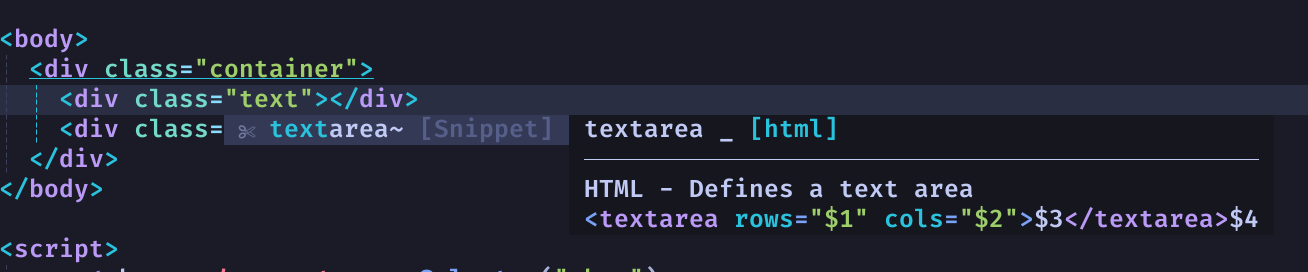 <body>
<div class="container">
<div class="text"></div>
<div class= textarea~ [Snippet] textarea _ [html]
</div>
HTML - Defines a text area
</body>
<textarea rows="$1" cols="$2">$3</textarea>$4
<script>